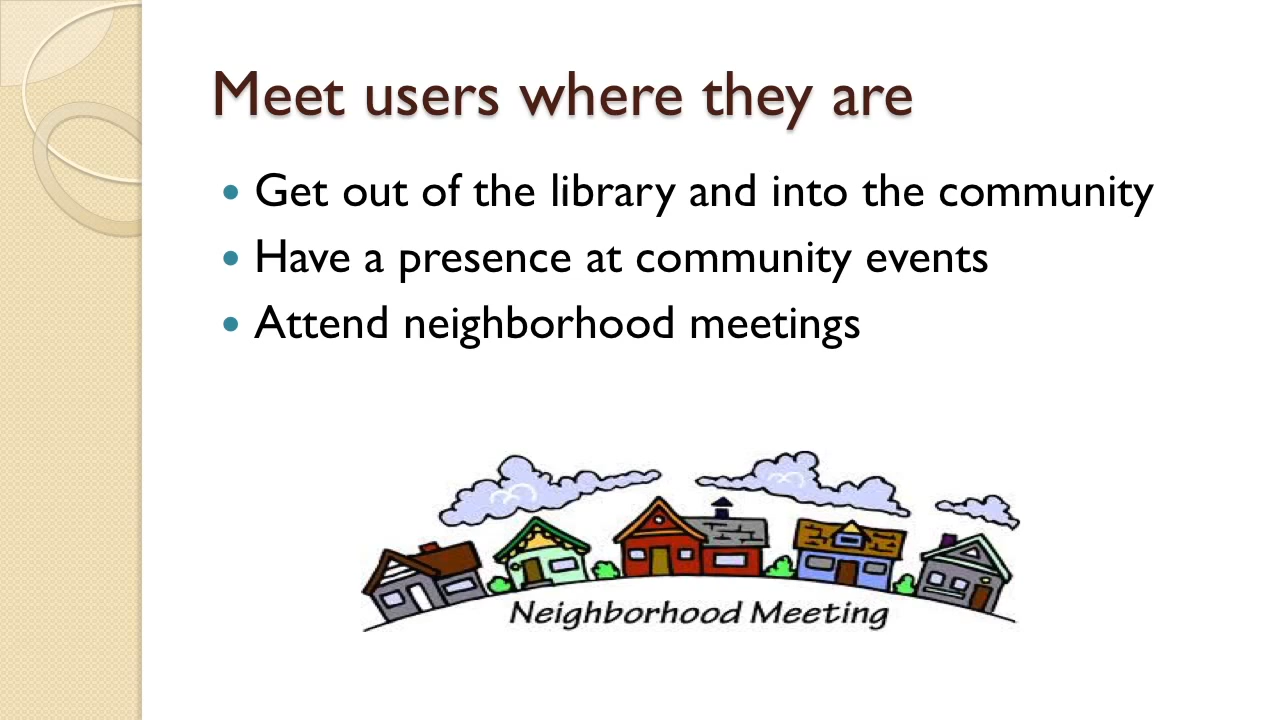 Meet users where they are
• Get out of the library and into the community
• Have a presence at community events
• Attend neighborhood meetings
Neighborhood Meeting